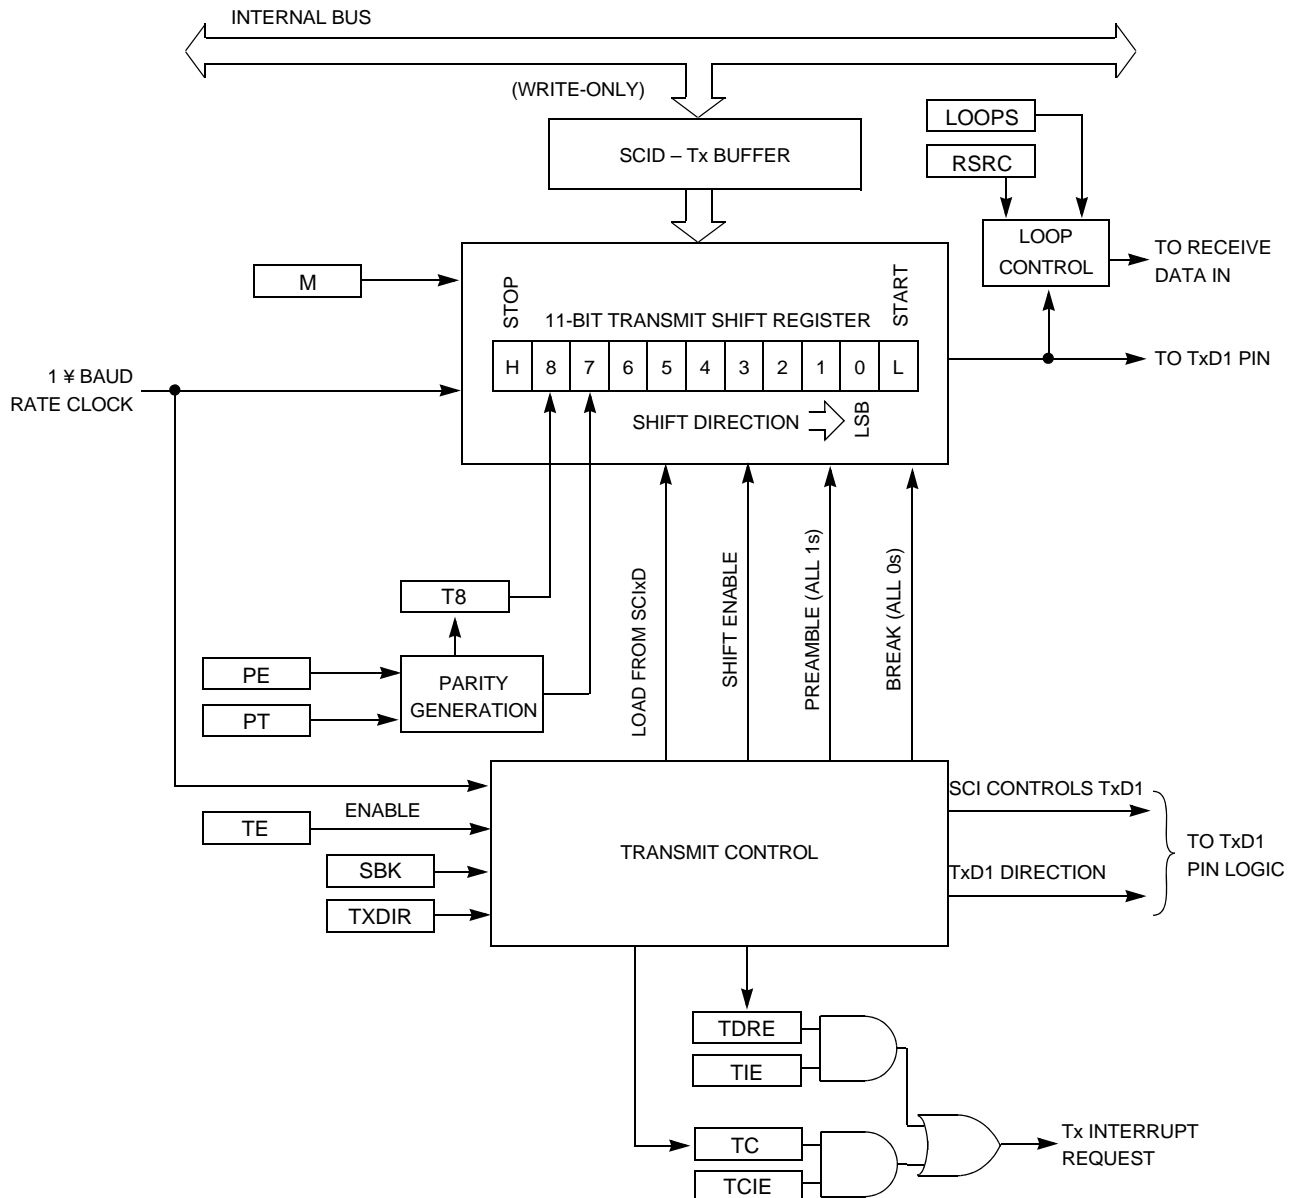 INTERNAL BUS
(WRITE-ONLY)
SCID – Tx BUFFER
LOOPS
RSRC
LOOP
CONTROL
TO RECEIVE
DATA IN
M
STOP
11-BIT TRANSMIT SHIFT REGISTER
START
H 8 7 6 5 4 3 2 1 0 L
1 ¥ BAUD
RATE CLOCK
TO TxD1 PIN
SHIFT DIRECTION
LSB
T8
PE
PT
PARITY
GENERATION
LOAD FROM SCIxD
SHIFT ENABLE
PREAMBLE (ALL 1s)
BREAK (ALL 0s)
ENABLE
TE
SBK
TXDIR
TRANSMIT CONTROL
SCI CONTROLS TxD1
TxD1 DIRECTION
TO TxD1
PIN LOGIC
TDRE
TIE
TC
TCIE
Tx INTERRUPT
REQUEST